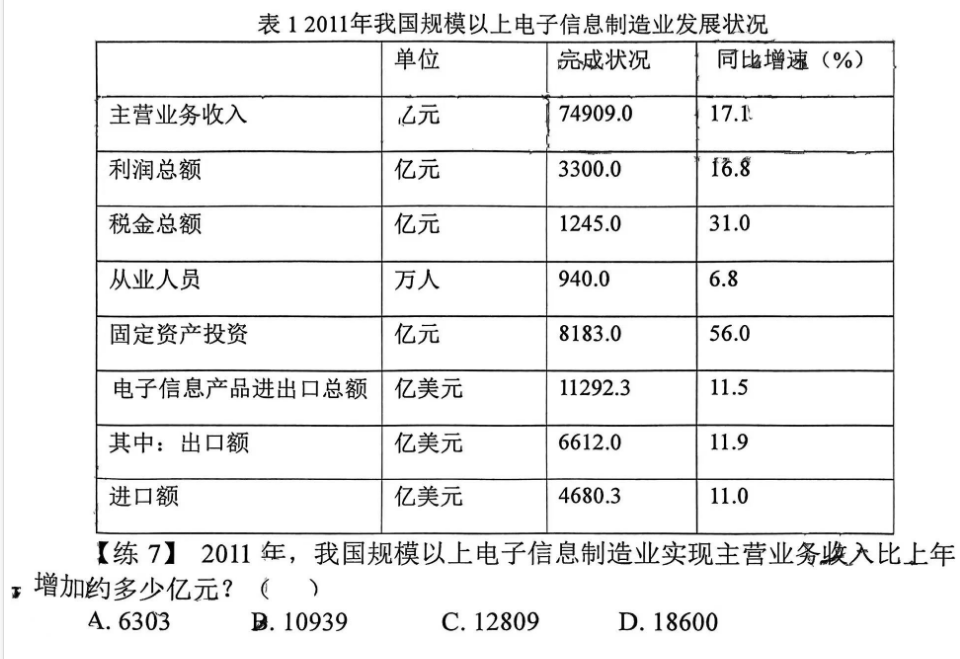 表 1 2011年我国规模以上电子信息制造业发展状况
单位 完成状况 同比增速（%）
主营业务收入 亿元 74909.0 17.1
利润总额 亿元 3300.0 16.8
税金总额 亿元 1245.0 31.0
从业人员 万人 940.0 6.8
固定资产投资 亿元 8183.0 56.0
电子信息产品进出口总额 亿美元 11292.3 11.5
其中：出口额 亿美元 6612.0 11.9
进口额 亿美元 4680.3 11.0
【练 7】 2011 年，我国规模以上电子信息制造业实现主营业务收入比上年
增加约多少亿元？（ ）
A. 6303 B. 10939 C. 12809 D. 18600